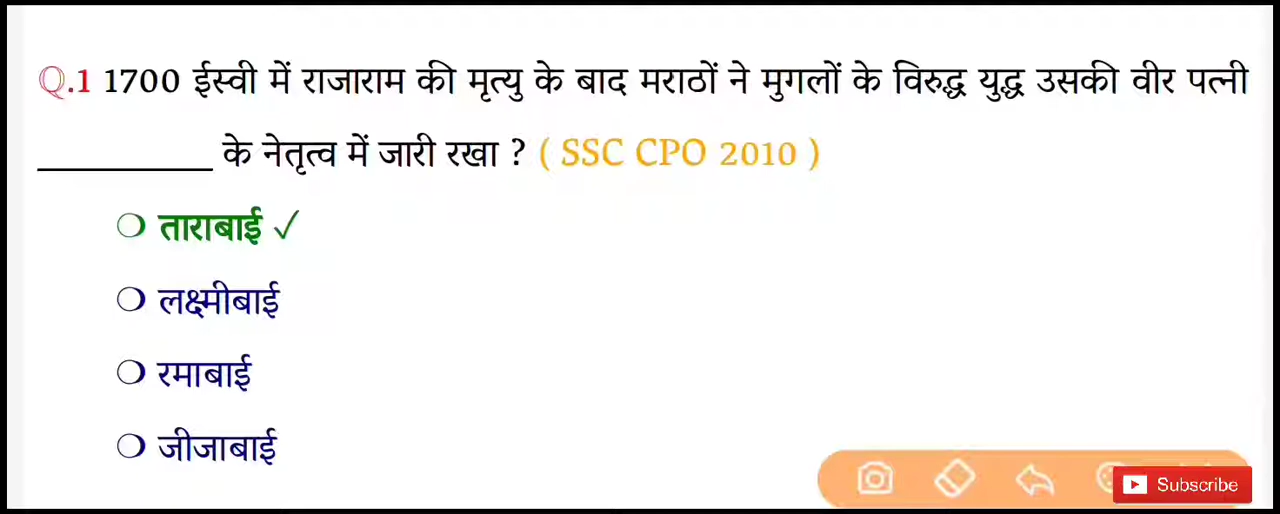 Q.1 1700 ईस्वी में राजाराम की मृत्यु के बाद मराठों ने मुगलों के विरुद्ध युद्ध उसकी वीर पत्नी
__________ के नेतृत्व में जारी रखा ? ( SSC CPO 2010 )
ताराबाई ✓
लक्ष्मीबाई
रमाबाई
जीजाबाई
Subscribe